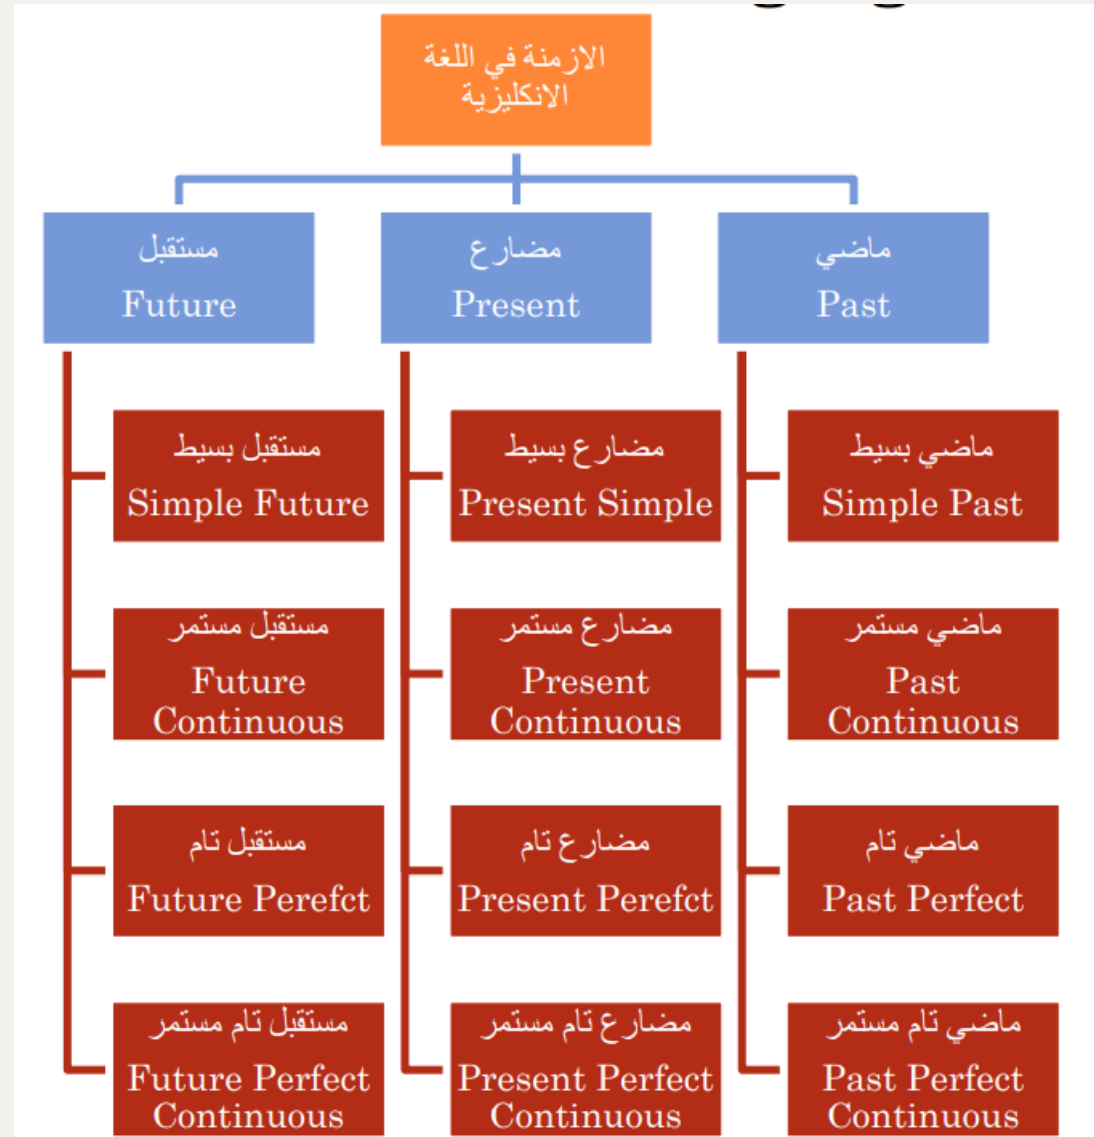 الازمنة في اللغة
الانكليزية
ماضي
Past
مضارع
Present
مستقبل
Future
ماضي بسيط
Simple Past
مضارع بسيط
Present Simple
مستقبل بسيط
Simple Future
ماضي مستمر
Past
Continuous
مضارع مستمر
Present
Continuous
مستقبل مستمر
Future
Continuous
ماضي تام
Past Perfect
مضارع تام
Present Perefct
مستقبل تام
Future Perefct
ماضي تام مستمر
Past Perfect
Continuous
مضارع تام مستمر
Present Perfect
Continuous
مستقبل تام مستمر
Future Perfect
Continuous